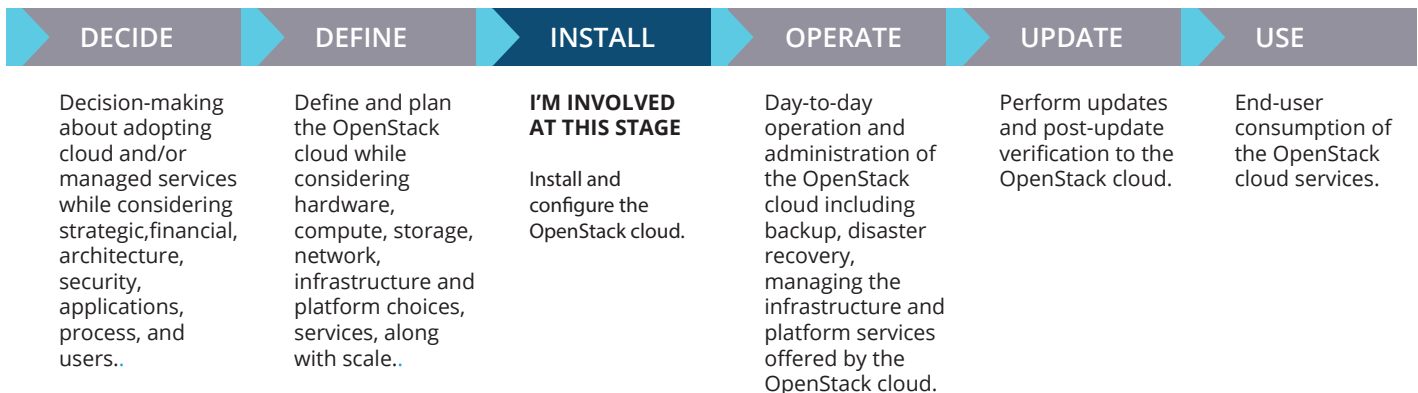 DECIDE
DEFINE
INSTALL
OPERATE
UPDATE
USE
Decision-making
about adopting
cloud and/or
managed services
while considering
strategic,financial,
architecture,
security,
applications,
process, and
users..
Define and plan
the OpenStack
cloud while
considering
hardware,
compute, storage,
network,
infrastructure and
platform choices,
services, along
with scale..
I’M INVOLVED
AT THIS STAGE
Install and
configure the
OpenStack cloud.
Day-to-day
operation and
administration of
the OpenStack
cloud including
backup, disaster
recovery,
managing the
infrastructure and
platform services
offered by the
OpenStack cloud.
Perform updates
and post-update
verification to the
OpenStack cloud.
End-user
consumption of
the OpenStack
cloud services.